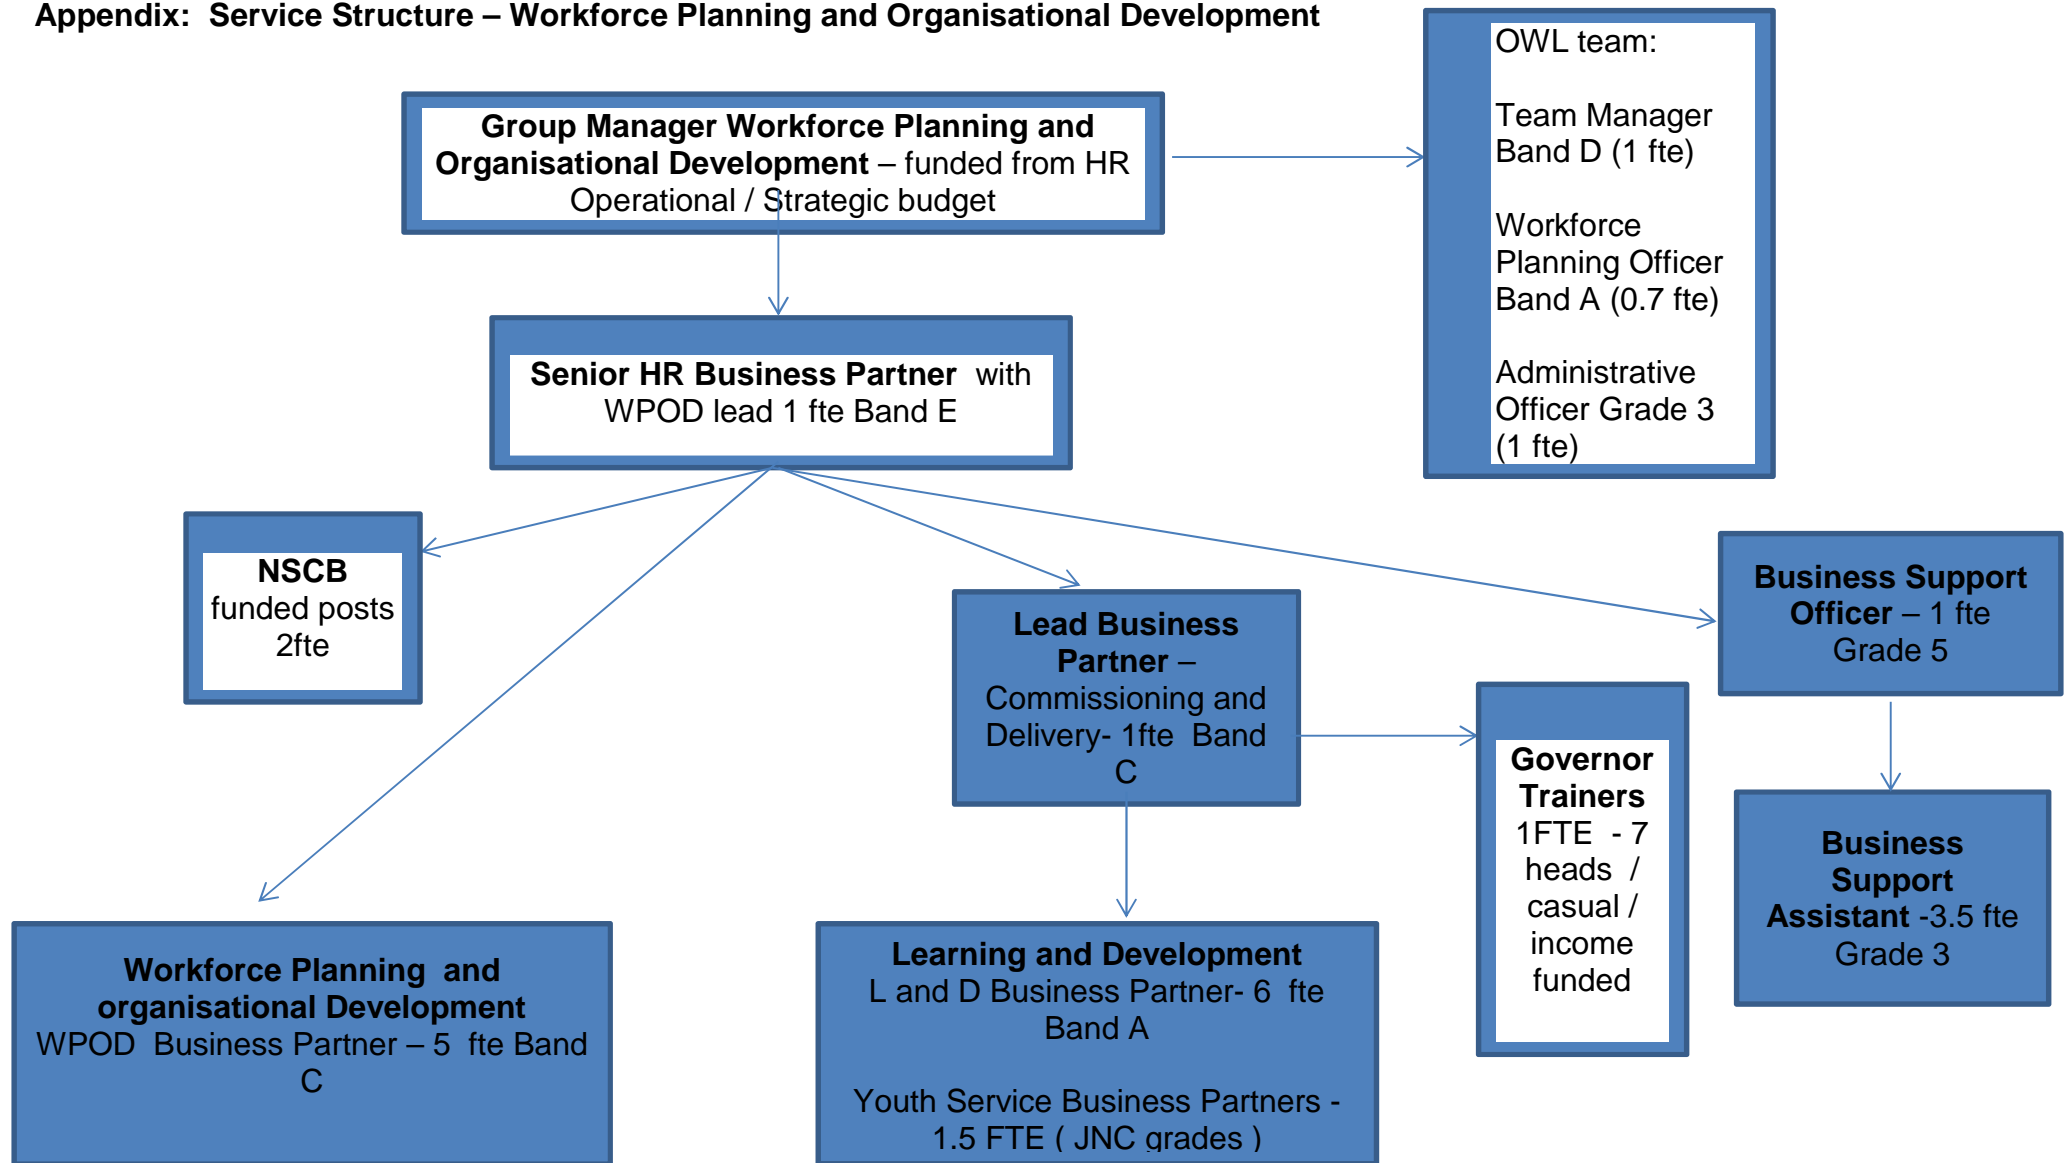 Appendix: Service Structure – Workforce Planning and Organisational Development
OWL team:
Team Manager
Band D (1 fte)
Workforce
Planning Officer
Band A (0.7 fte)
Administrative
Officer Grade 3
(1 fte)
Group Manager Workforce Planning and
Organisational Development – funded from HR
Operational / Strategic budget
Senior HR Business Partner with
WPOD lead 1 fte Band E
NSCB
funded posts
2fte
Lead Business
Partner –
Commissioning and
Delivery- 1fte Band
C
Business Support
Officer – 1 fte
Grade 5
Governor
Trainers
1FTE - 7
heads /
casual /
income
funded
Business
Support
Assistant -3.5 fte
Grade 3
Workforce Planning and
organisational Development
WPOD Business Partner – 5 fte Band
C
Learning and Development
L and D Business Partner- 6 fte
Band A
Youth Service Business Partners -
1.5 FTE ( JNC grades )